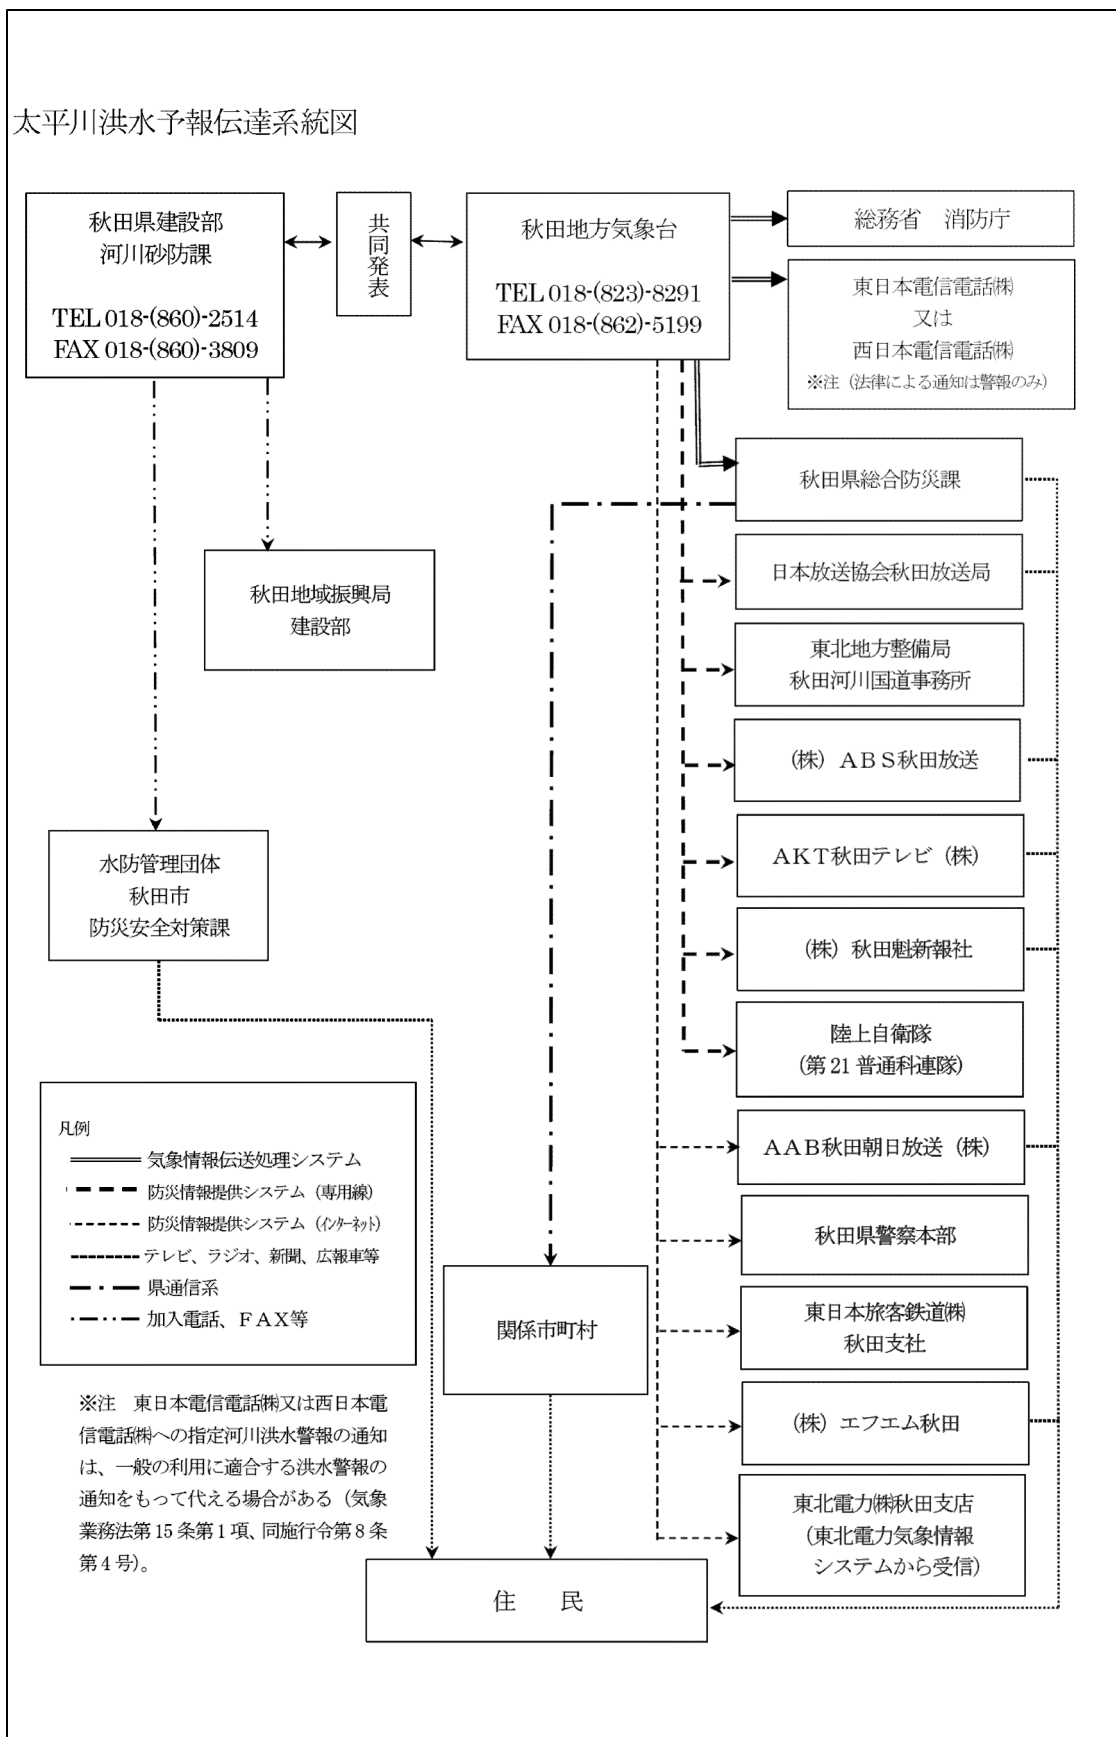 太平川洪水予報伝達系統図
秋田県建設部
河川砂防課
TEL 018-(860)-2514
FAX 018-(860)-3809
共同発表
秋田地方気象台
TEL 018-(823)-8291
FAX 018-(862)-5199
総務省　消防庁
東日本電信電話㈱
又は
西日本電信電話㈱
※注（法律による通知は警報のみ）
秋田県総合防災課
日本放送協会秋田放送局
東北地方整備局
秋田河川国道事務所
（株）ＡＢＳ秋田放送
ＡＫＴ秋田テレビ（株）
（株）秋田魁新報社
陸上自衛隊
（第 21 普通科連隊）
ＡＡＢ秋田朝日放送（株）
秋田県警察本部
東日本旅客鉄道㈱
秋田支社
（株）エフエム秋田
東北電力㈱秋田支店
（東北電力気象情報
システムから受信）
秋田地域振興局
建設部
水防管理団体
秋田市
防災安全対策課
凡例
気象情報伝送処理システム
防災情報提供システム（専用線）
防災情報提供システム（インターネット）
テレビ、ラジオ、新聞、広報車等
県通信系
加入電話、ＦＡＸ等
関係市町村
※注　東日本電信電話㈱又は西日本電
信電話㈱への指定河川洪水警報の通知
は、一般の利用に適合する洪水警報の
通知をもって代える場合がある（気象
業務法第 15 条第 1 項、同施行令第 8 条
第 4 号）。
住　　民